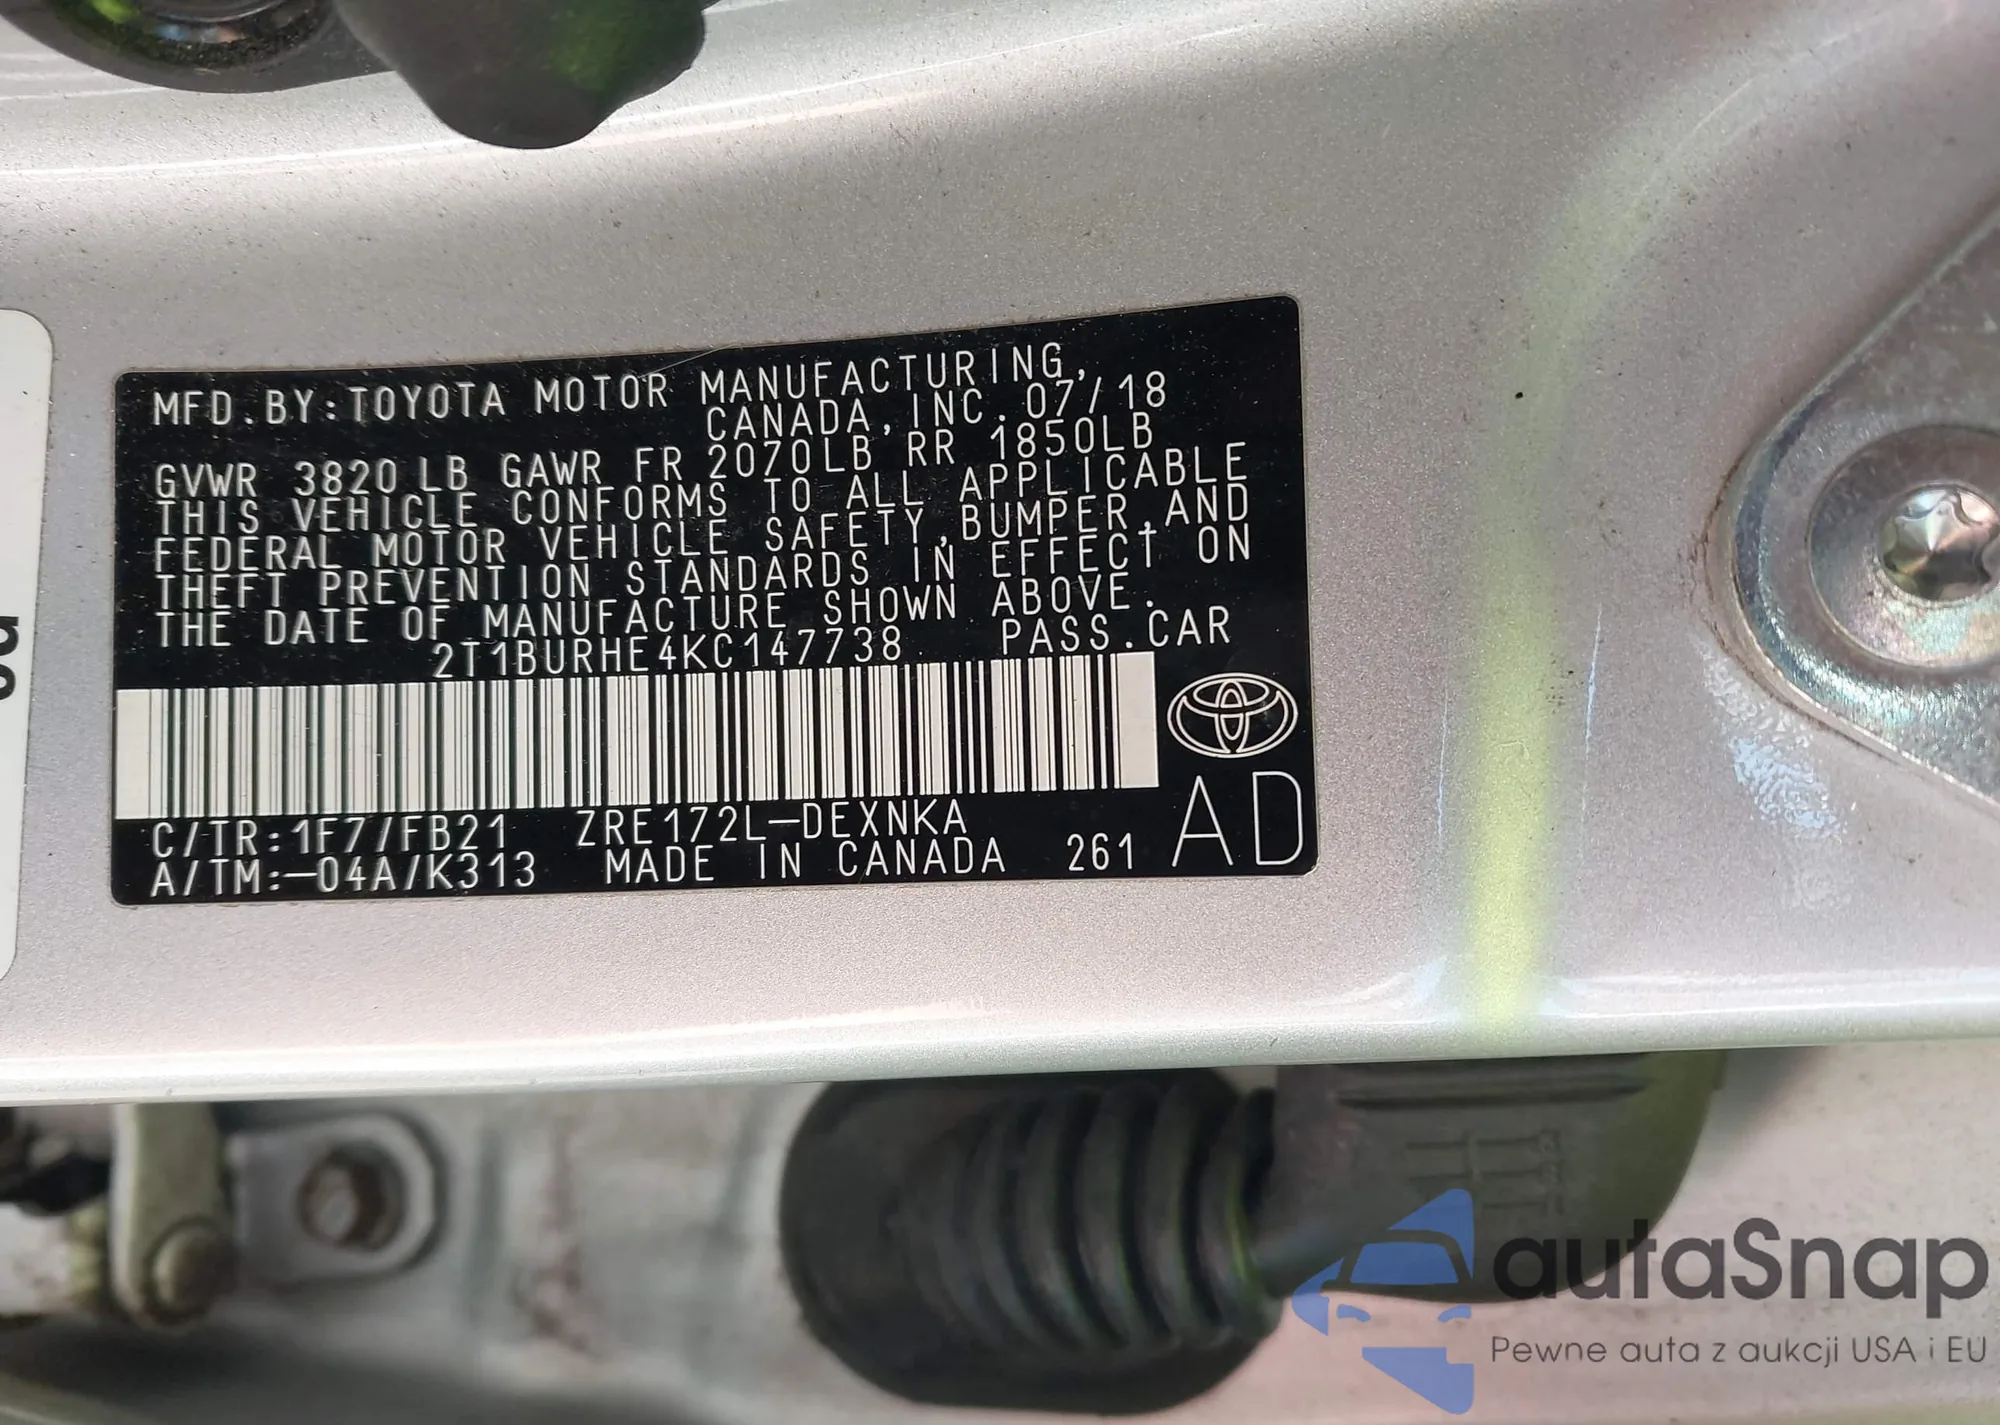 MFD.BY:TOYOTA MOTOR MANUFACTURING,
CANADA,INC. 07/18
GVWR 3820LB GAWR FR 2070LB RR 1850LB
THIS VEHICLE CONFORMS TO ALL APPLICABLE
FEDERAL MOTOR VEHICLE SAFETY,BUMPER,AND
THEFT PREVENTION STANDARDS IN EFFECT ON
THE DATE OF MANUFACTURE SHOWN ABOVE.
2T1BURHE4KC147738 PASS.CAR
C/TR:1F7/FB21 ZRE172L-DEXNKA
A/TM:-04A/K313 MADE IN CANADA 261
AD
autaSnap
Pewne auta z aukcji USA i EU